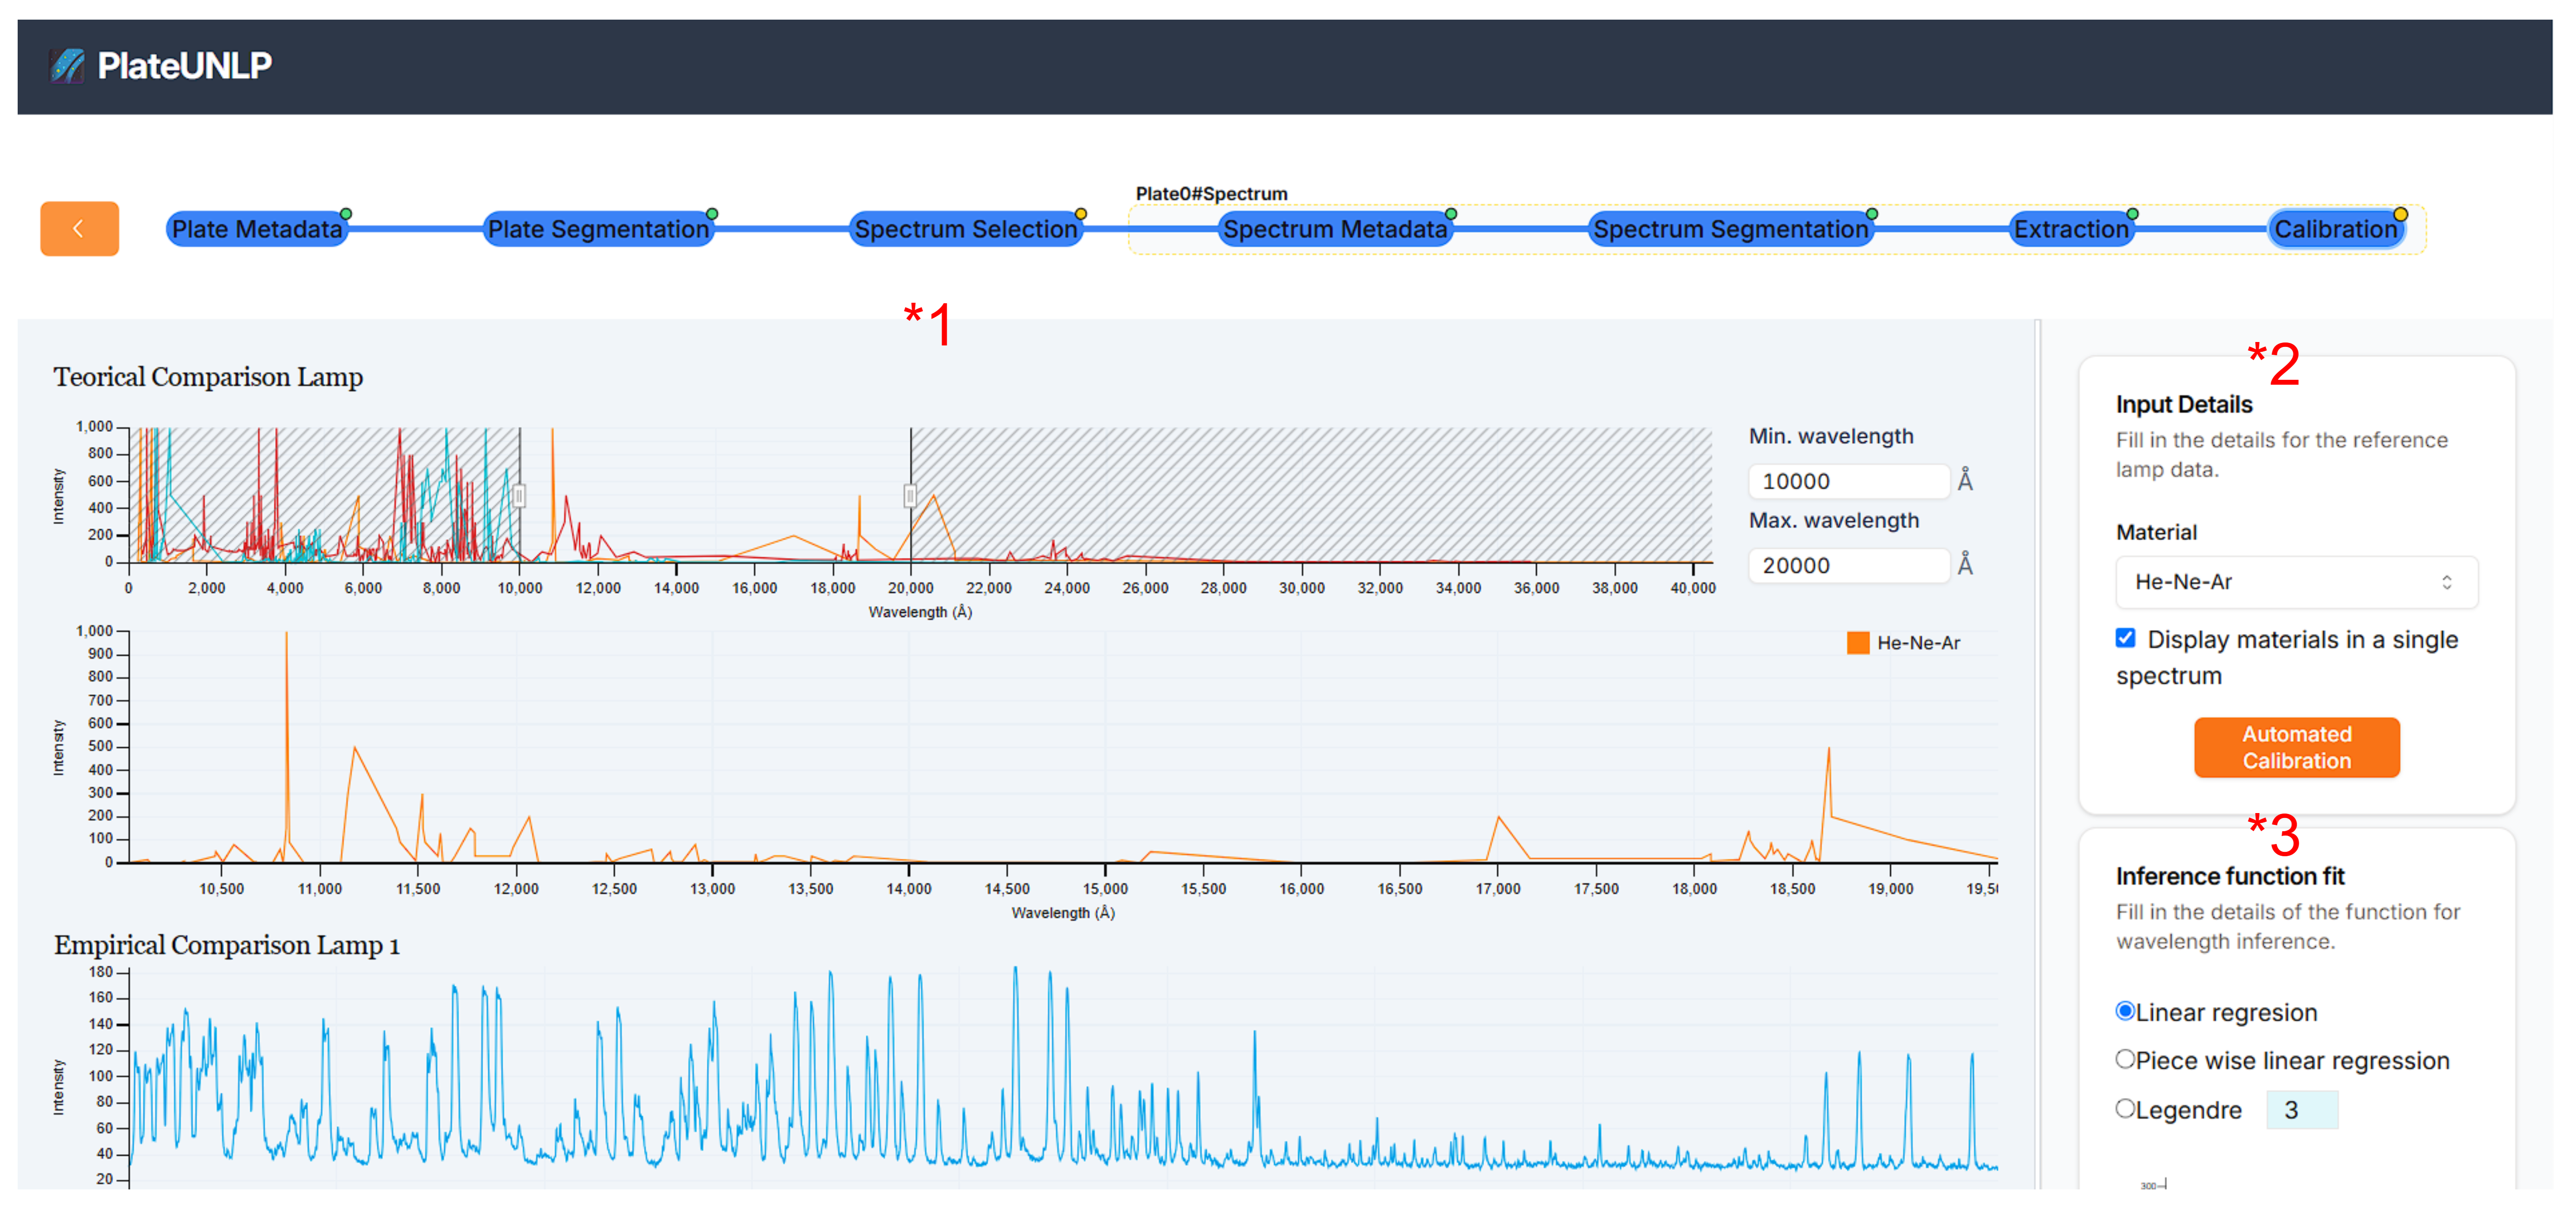 PlateUNLP
Plate0#Spectrum
Plate Metadata
Plate Segmentation
Spectrum Selection
Spectrum Metadata
Spectrum Segmentation
Extraction
Calibration
*1
Teorical Comparison Lamp
1,000
800
600
400
200
0
Intensity
0 2,000 4,000 6,000 8,000 10,000 12,000 14,000 16,000 18,000 20,000 22,000 24,000 26,000 28,000 30,000 32,000 34,000 36,000 38,000 40,000
Wavelength (Å)
Min. wavelength
10000 Å
Max. wavelength
20000 Å
1,000
900
800
700
600
500
400
300
200
100
0
Intensity
He-Ne-Ar
10,500 11,000 11,500 12,000 12,500 13,000 13,500 14,000 14,500 15,000 15,500 16,000 16,500 17,000 17,500 18,000 18,500 19,000 19,5
Wavelength (Å)
Empirical Comparison Lamp 1
180
160
140
120
100
80
60
40
20
Intensity
*2
Input Details
Fill in the details for the reference
lamp data.
Material
He-Ne-Ar
Display materials in a single
spectrum
Automated
Calibration
*3
Inference function fit
Fill in the details of the function for
wavelength inference.
Linear regresion
Piece wise linear regression
Legendre 3
300